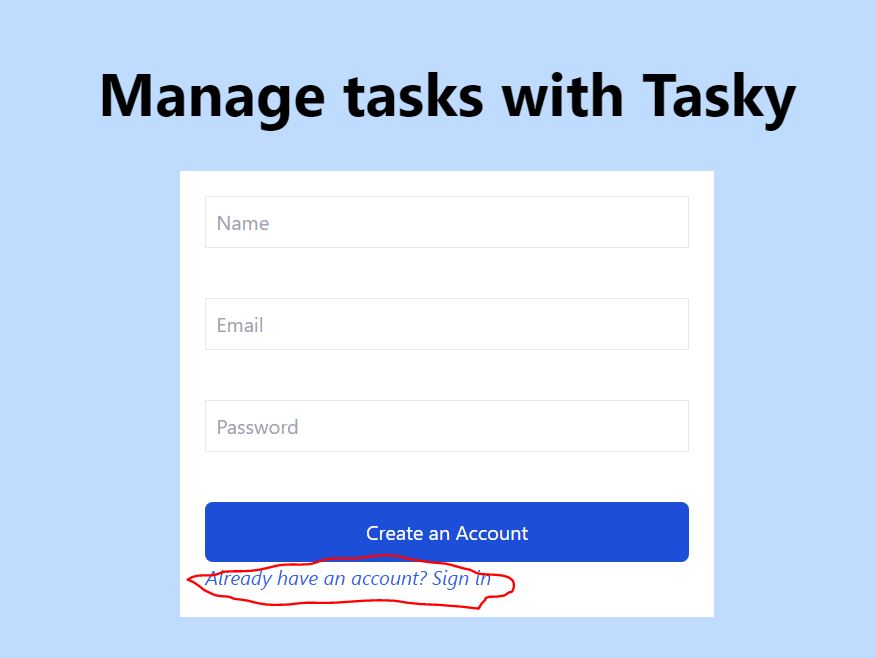 Manage tasks with Tasky
Name
Email
Password
Create an Account
Already have an account? Sign in